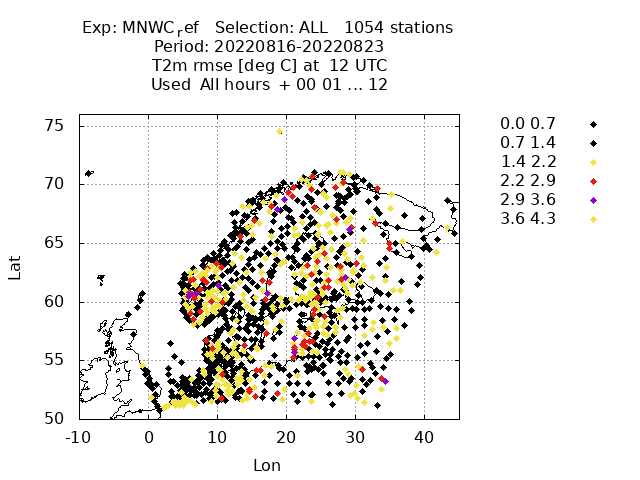 Exp: MNWC_ref Selection: ALL 1054 stations
Period: 20220816-20220823
T2m rmse [deg C] at 12 UTC
Used All hours + 00 01 ... 12
0.0 0.7
0.7 1.4
1.4 2.2
2.2 2.9
2.9 3.6
3.6 4.3
75
70
65
60
55
50
Lat
-10 0 10 20 30 40
Lon